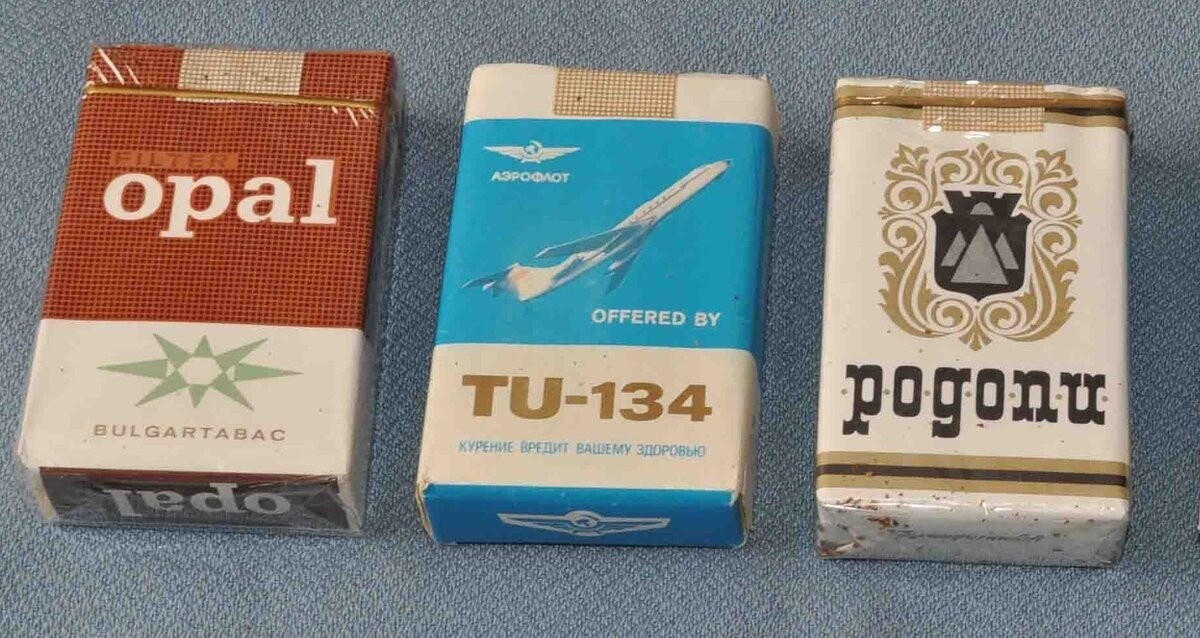 FILTER
opal
BULGARTABAC
opal
АЭРОФЛОТ
OFFERED BY
TU-134
КУРЕНИЕ ВРЕДИТ ВАШЕМУ ЗДОРОВЬЮ
родопи